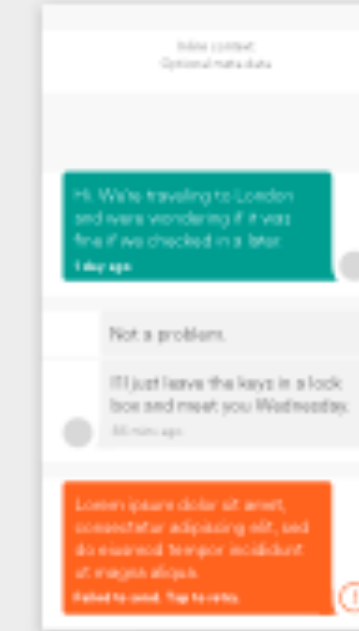 Inline context
Optional meta data
Hi. We're traveling to London
and were wondering if it was
fine if we checked in a later.
1 day ago
Not a problem.
I'll just leave the keys in a lock
box and meet you Wednesday.
mins ago
Lorem ipsum dolor sit amet,
consectetur adipiscing elit, sed
do eiusmod tempor incididunt
ut magna aliqua.
Failed to send. Tap to retry.